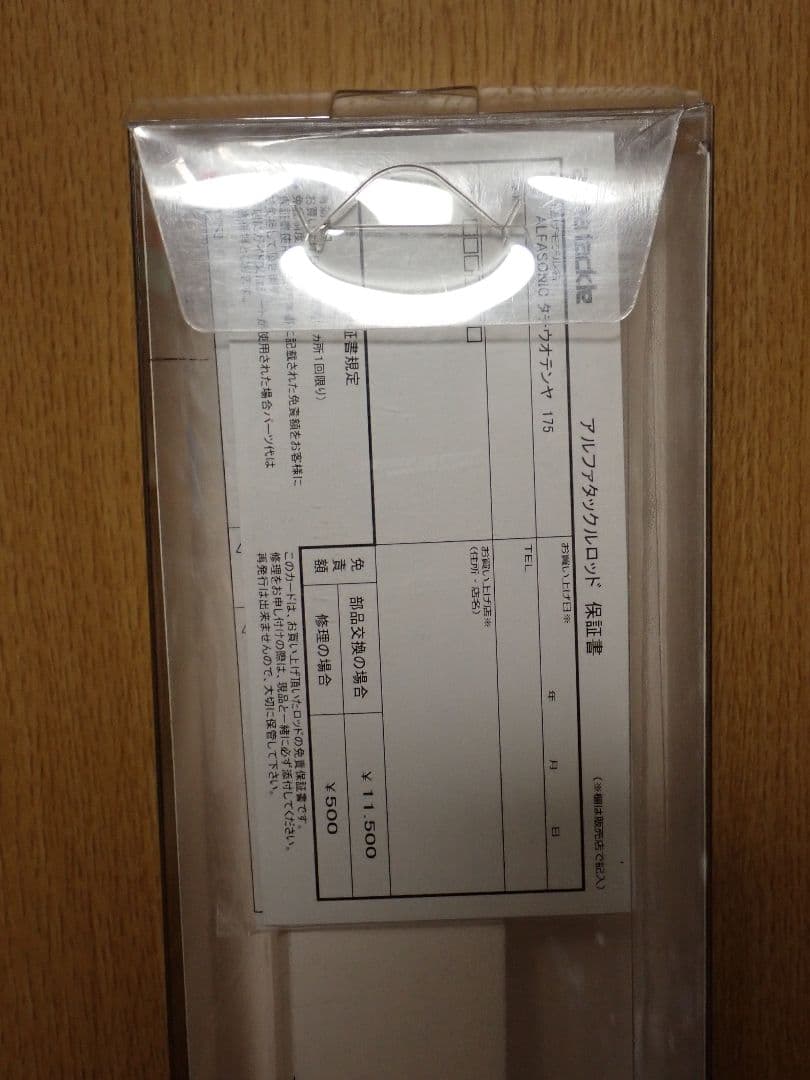 tackle
アルファタックルロッド 保証書
(※欄は販売店で記入)
ALFASONIC タチウオテンヤ 175
お買い上げ日※ 年 月 日
TEL
お買い上げ店※
(住所・店名)
免責額
部品交換の場合 ¥11.500
修理の場合 ¥500
証書規定
カ所1回限り)
に記載された免責額をお客様に
使用された場合パーツ代は
このカードは、お買い上げ頂いたロッドの免責保証書です。
修理をお申し付けの際は、現品と一緒に必ず添付してください。
再発行は出来ませんので、大切に保管して下さい。